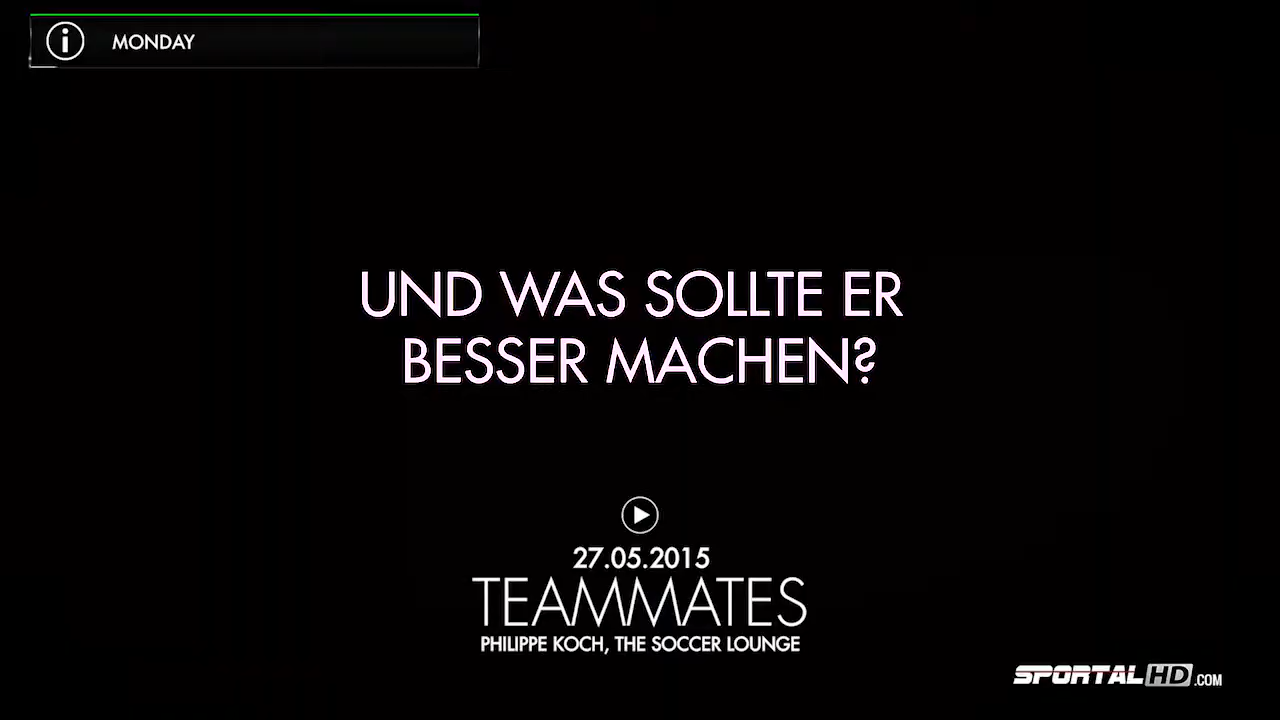 MONDAY
UND WAS SOLLTE ER
BESSER MACHEN?
27.05.2015
TEAMMATES
PHILIPPE KOCH, THE SOCCER LOUNGE
SPORTALHD.COM